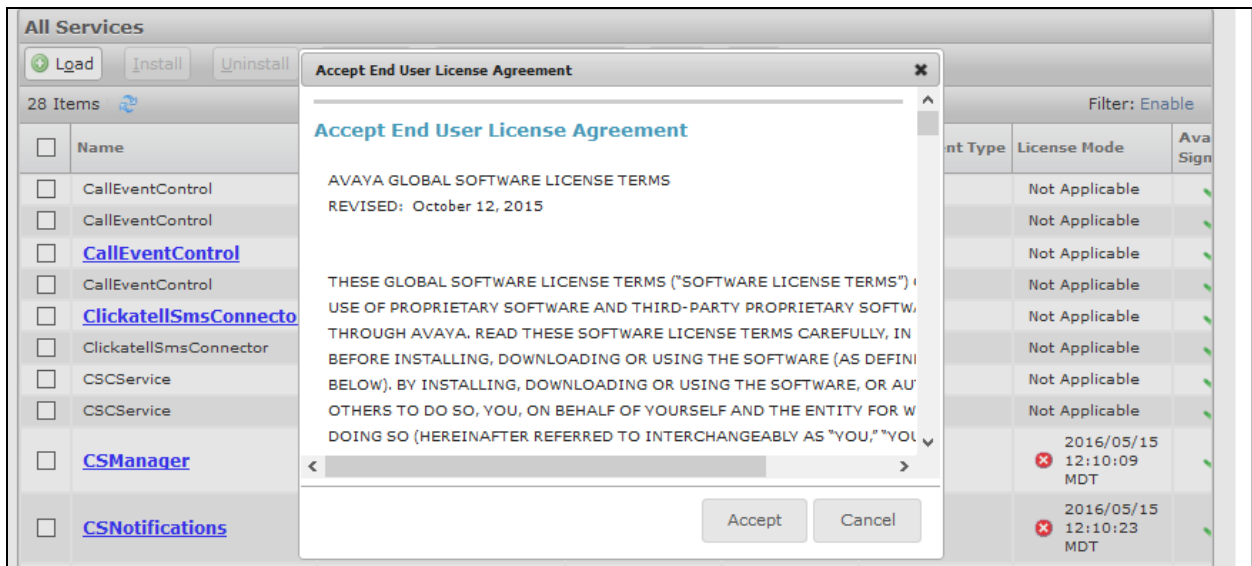 All Services
Load Install Uninstall
28 Items Filter: Enable
Name License Mode
CallEventControl Not Applicable
CallEventControl Not Applicable
CallEventControl Not Applicable
CallEventControl Not Applicable
ClickatellSmsConnecto Not Applicable
ClickatellSmsConnector Not Applicable
CSCService Not Applicable
CSCService Not Applicable
CSManager 2016/05/15
12:10:09
MDT
CSNotifications 2016/05/15
12:10:23
MDT
nt Type
Ava
Sign
Accept End User License Agreement
Accept End User License Agreement
AVAYA GLOBAL SOFTWARE LICENSE TERMS
REVISED: October 12, 2015
THESE GLOBAL SOFTWARE LICENSE TERMS ("SOFTWARE LICENSE TERMS")
USE OF PROPRIETARY SOFTWARE AND THIRD-PARTY PROPRIETARY SOFTW
THROUGH AVAYA. READ THESE SOFTWARE LICENSE TERMS CAREFULLY, IN
BEFORE INSTALLING, DOWNLOADING OR USING THE SOFTWARE (AS DEFIN
BELOW). BY INSTALLING, DOWNLOADING OR USING THE SOFTWARE, OR AU
OTHERS TO DO SO, YOU, ON BEHALF OF YOURSELF AND THE ENTITY FOR W
DOING SO (HEREINAFTER REFERRED TO INTERCHANGEABLY AS "YOU," "YOU
Accept Cancel